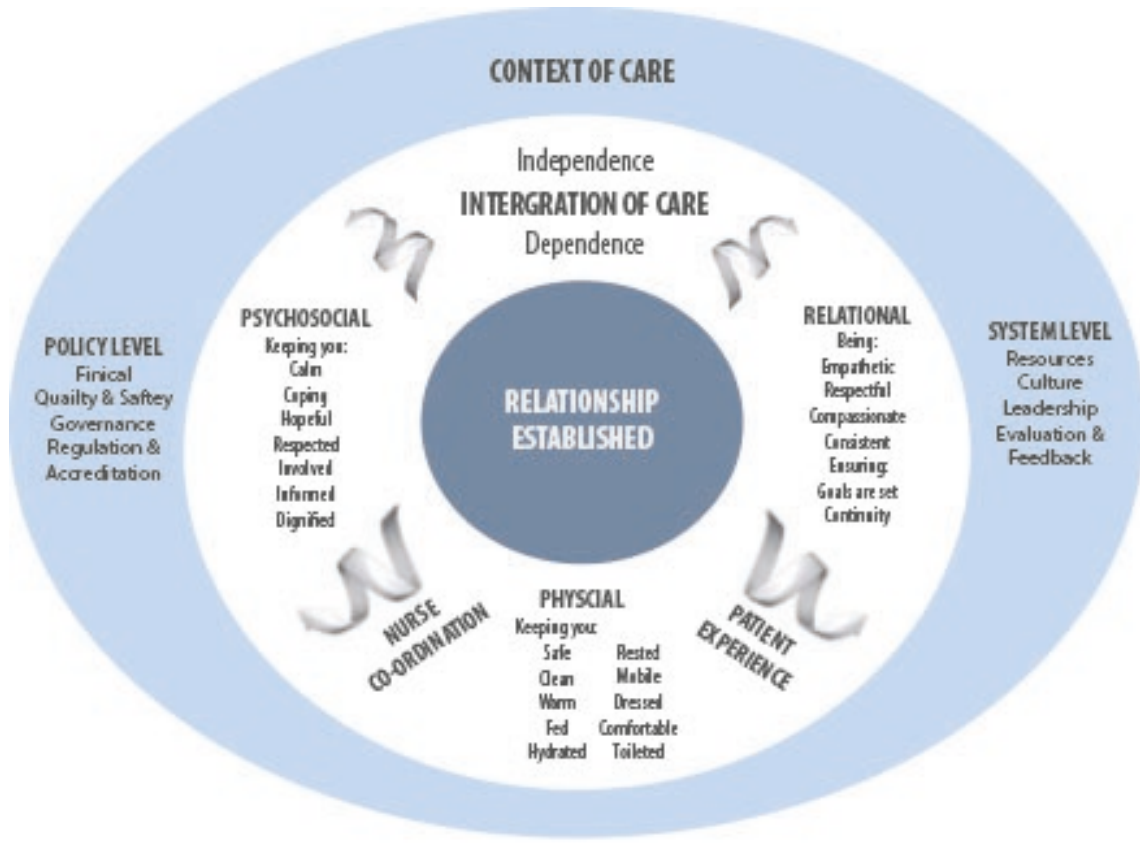 CONTEXT OF CARE
Independence
INTERGRATION OF CARE
Dependence
POLICY LEVEL
Finical
Quailty & Saftey
Governance
Regulation &
Accreditation
PSYCHOSOCIAL
Keeping you:
Calm
Coping
Hopeful
Respected
Involved
Informed
Dignified
RELATIONSHIP
ESTABLISHED
RELATIONAL
Being:
Empathetic
Respectful
Compassionate
Consistent
Ensuring:
Goals are set
Continuity
SYSTEM LEVEL
Resources
Culture
Leadership
Evaluation &
Feedback
NURSE
CO-ORDINATION
PHYSCIAL
Keeping you:
Safe Rested
Clean Mobile
Warm Dressed
Fed Comfortable
Hydrated Toileted
PATIENT
EXPERIENCE